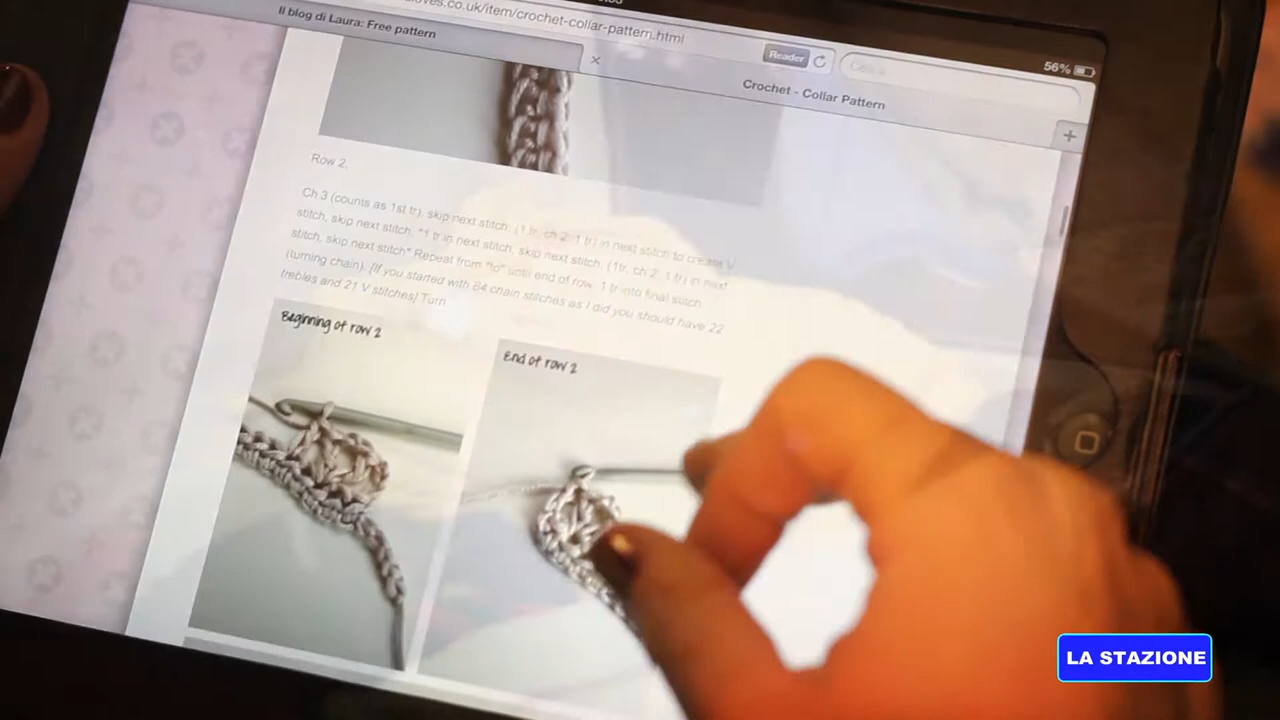 oves.co.uk/item/crochet-collar-pattern.html
Il blog di Laura: Free pattern
Reader
56%
Crochet - Collar Pattern
Row 2.
Ch 3 (counts as 1st tr), skip next stitch, (1 tr, ch 2, 1 tr) in next stitch to create V
stitch, skip next stitch, *1 tr in next stitch, skip next stitch, (1tr, ch 2, 1 tr) in next
stitch, skip next stitch* Repeat from *to* until end of row, 1 tr into final stitch
(turning chain). [If you started with 84 chain stitches as I did you should have 22
trebles and 21 V stitches] Turn
Beginning of row 2
End of row 2
LA STAZIONE